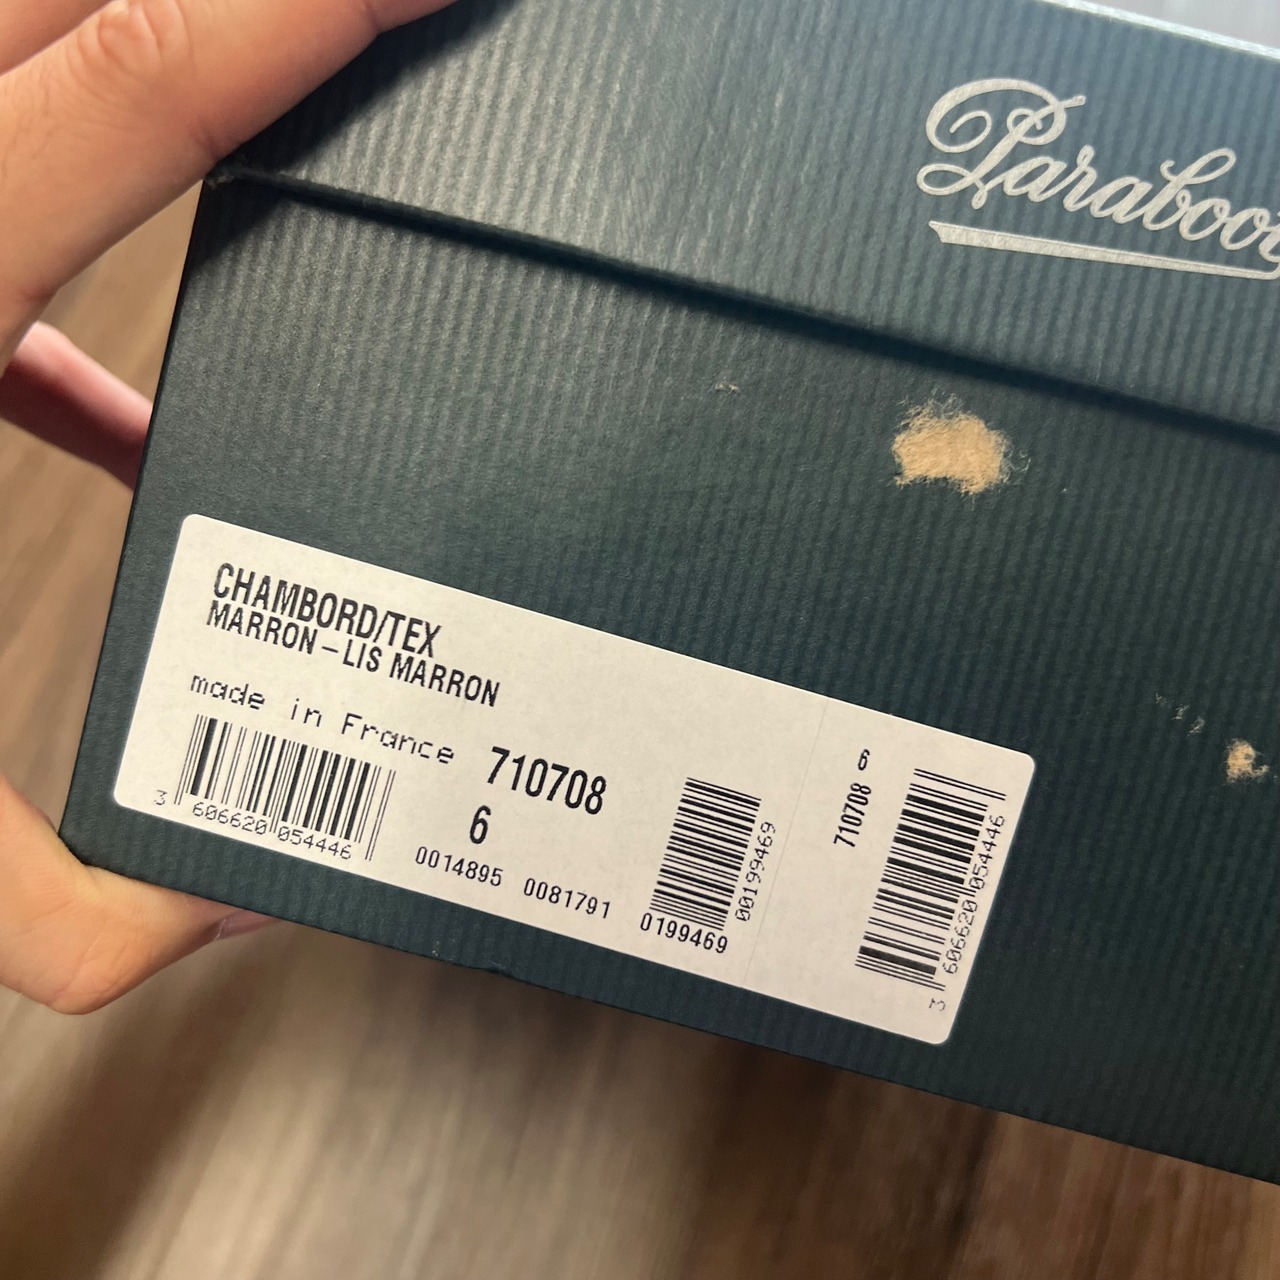 Paraboo
CHAMBORD/TEX
MARRON – LIS MARRON
made in France
710708
6
3 606620 054446
0014895 0081791
0199469
00199469
6
710708
3 606620 054446